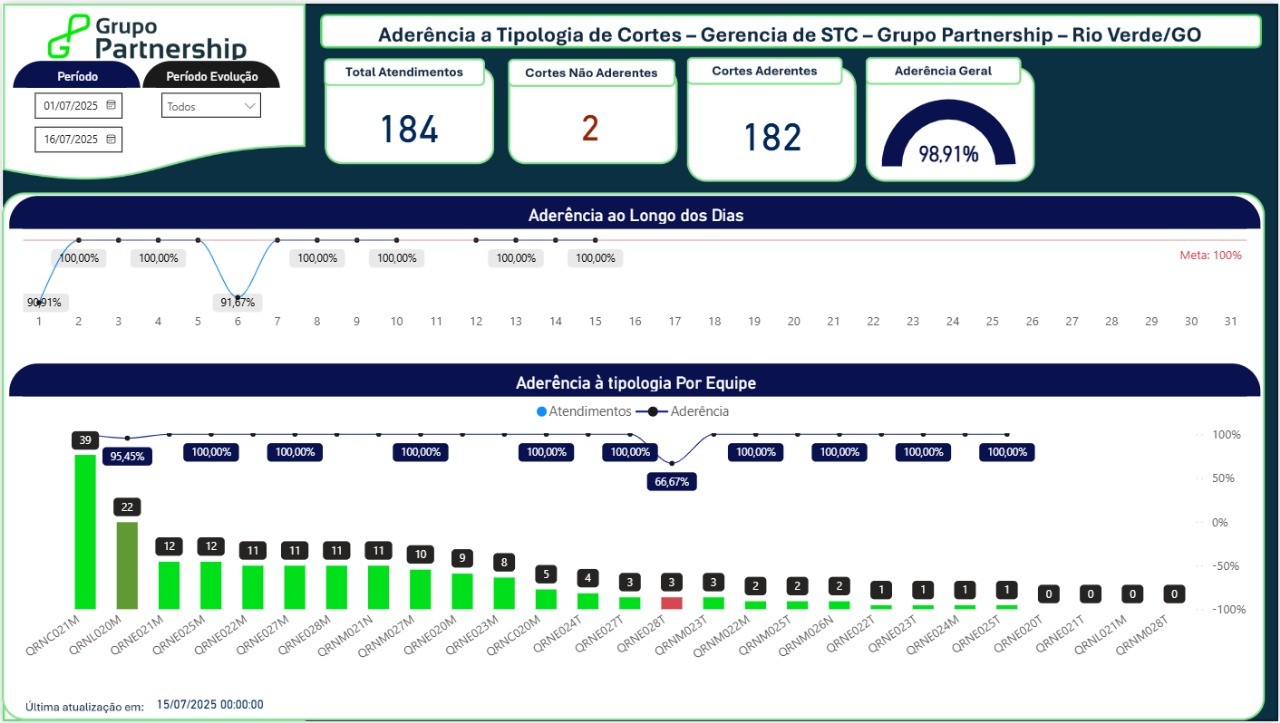 Grupo
Partnership
Aderência a Tipologia de Cortes – Gerencia de STC – Grupo Partnership – Rio Verde/GO
Período
Período Evolução
01/07/2025
Todos
16/07/2025
Total Atendimentos
184
Cortes Não Aderentes
2
Cortes Aderentes
182
Aderência Geral
98,91%
Aderência ao Longo dos Dias
100,00% 100,00% 100,00% 100,00% 100,00% 100,00%
Meta: 100%
90,91% 91,67%
1 2 3 4 5 6 7 8 9 10 11 12 13 14 15 16 17 18 19 20 21 22 23 24 25 26 27 28 29 30 31
Aderência à tipologia Por Equipe
Atendimentos Aderência
95,45% 100,00% 100,00% 100,00% 100,00% 100,00% 66,67% 100,00% 100,00% 100,00% 100,00%
100%
50%
0%
-50%
-100%
39 22 12 12 11 11 11 11 10 9 8 5 4 3 3 3 2 2 2 1 1 1 1 0 0 0 0
QRNC021M QRNL020M QRNE021M QRNE025M QRNE022M QRNE027M QRNE028M QRNM021N QRNM027M QRNE020M QRNE023M QRNC020M QRNE024T QRNE027T QRNE028T QRNM023T QRNM022M QRNM025T QRNM026N QRNE022T QRNE023T QRNE024M QRNE025T QRNE020T QRNE021T QRNL021M QRNM028T
Última atualização em: 15/07/2025 00:00:00